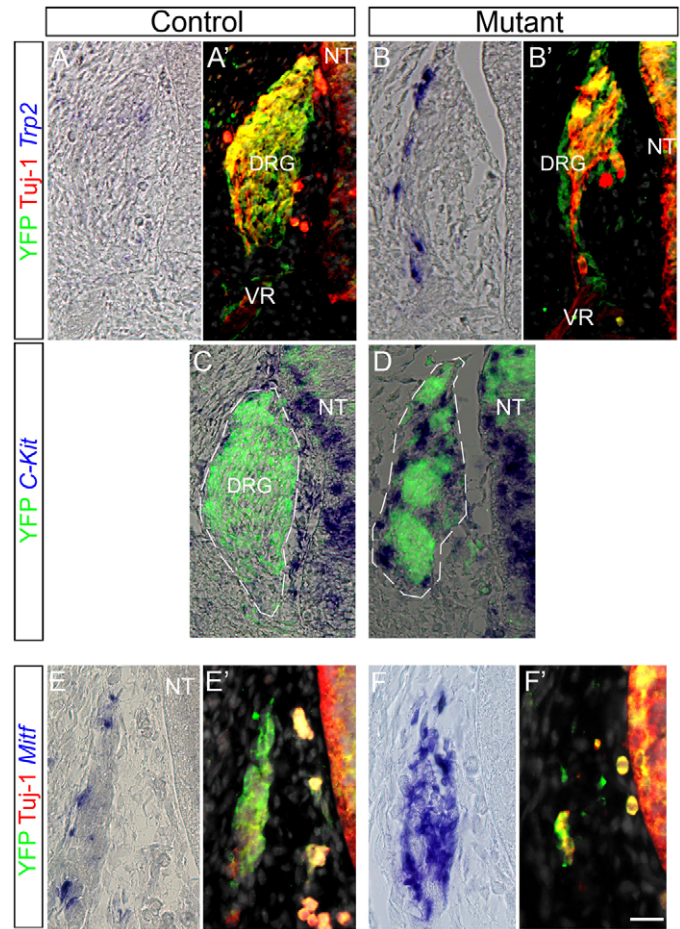 Control Mutant
YFP Tuj-1 Trp2
A A' NT B B'
DRG DRG NT
VR VR
YFP C-Kit
C NT D NT
DRG
YFP Tuj-1 Mitf
E NT E' F F'